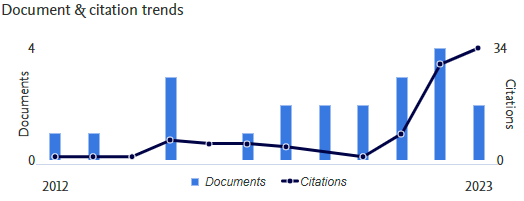 Document & citation trends
4
34
Documents
Citations
0
0
2012
2023
Documents
Citations